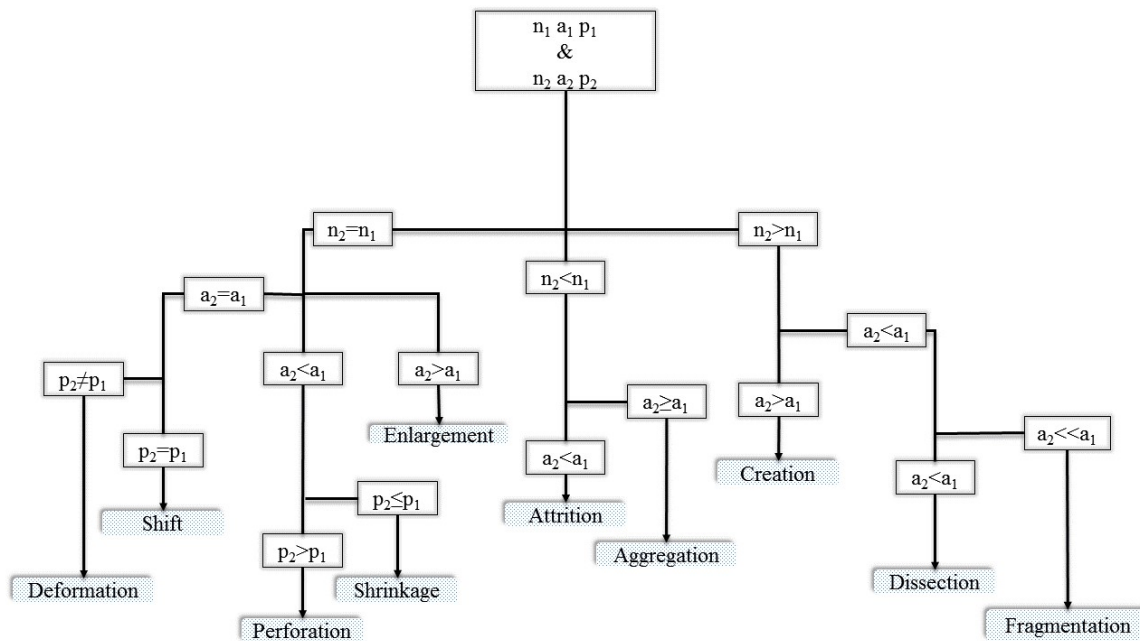 n₁ a₁ p₁
&
n₂ a₂ p₂
n₂=n₁
n₂>n₁
n₂<n₁
a₂=a₁
a₂<a₁
p₂≠p₁
a₂<a₁
a₂>a₁
a₂≥a₁
a₂>a₁
Enlargement
a₂<<a₁
p₂=p₁
a₂<a₁
Creation
a₂<a₁
p₂≤p₁
Shift
Attrition
p₂>p₁
Aggregation
Deformation
Shrinkage
Dissection
Perforation
Fragmentation